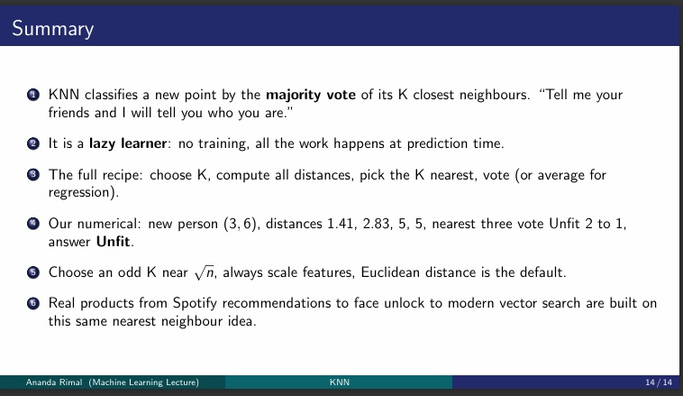 Summary
1 KNN classifies a new point by the majority vote of its K closest neighbours. “Tell me your
friends and I will tell you who you are.”
2 It is a lazy learner: no training, all the work happens at prediction time.
3 The full recipe: choose K, compute all distances, pick the K nearest, vote (or average for
regression).
4 Our numerical: new person (3, 6), distances 1.41, 2.83, 5, 5, nearest three vote Unfit 2 to 1,
answer Unfit.
5 Choose an odd K near √n, always scale features, Euclidean distance is the default.
6 Real products from Spotify recommendations to face unlock to modern vector search are built on
this same nearest neighbour idea.
Ananda Rimal (Machine Learning Lecture) KNN 14 / 14